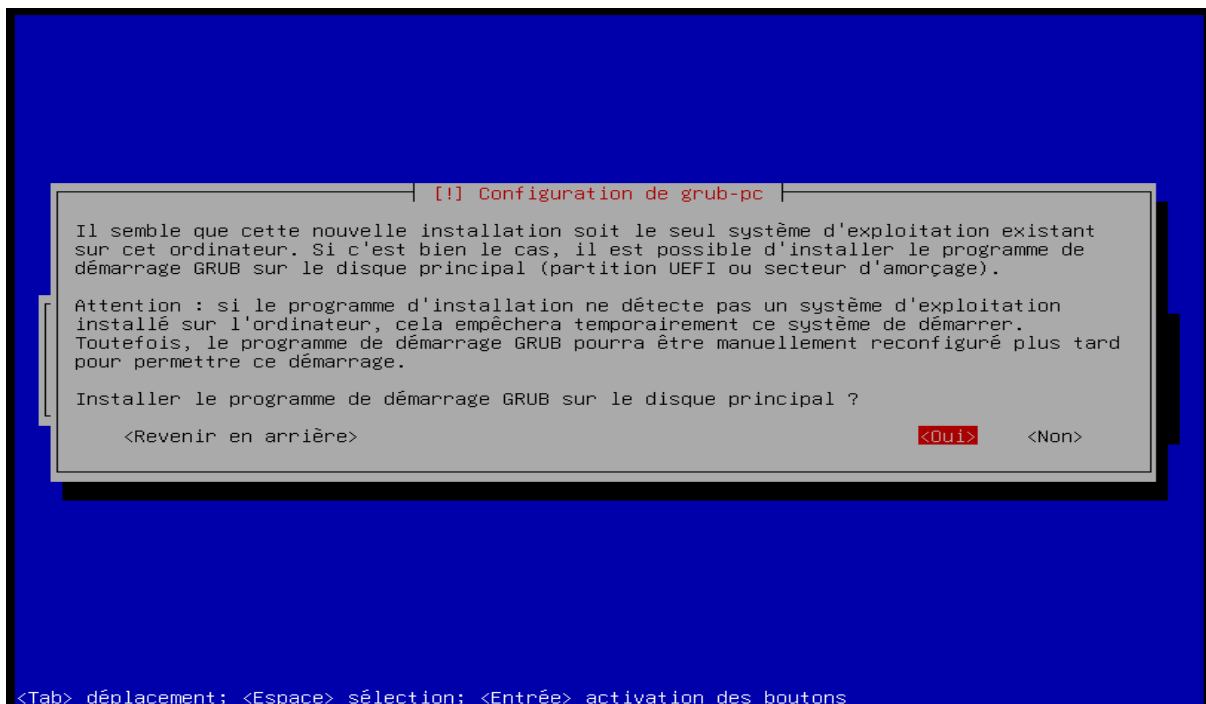 [!] Configuration de grub-pc
Il semble que cette nouvelle installation soit le seul système d'exploitation existant
sur cet ordinateur. Si c'est bien le cas, il est possible d'installer le programme de
démarrage GRUB sur le disque principal (partition UEFI ou secteur d'amorçage).
Attention : si le programme d'installation ne détecte pas un système d'exploitation
installé sur l'ordinateur, cela empêchera temporairement ce système de démarrer.
Toutefois, le programme de démarrage GRUB pourra être manuellement reconfiguré plus tard
pour permettre ce démarrage.
Installer le programme de démarrage GRUB sur le disque principal ?
<Revenir en arrière> <Oui> <Non>
<Tab> déplacement; <Espace> sélection; <Entrée> activation des boutons